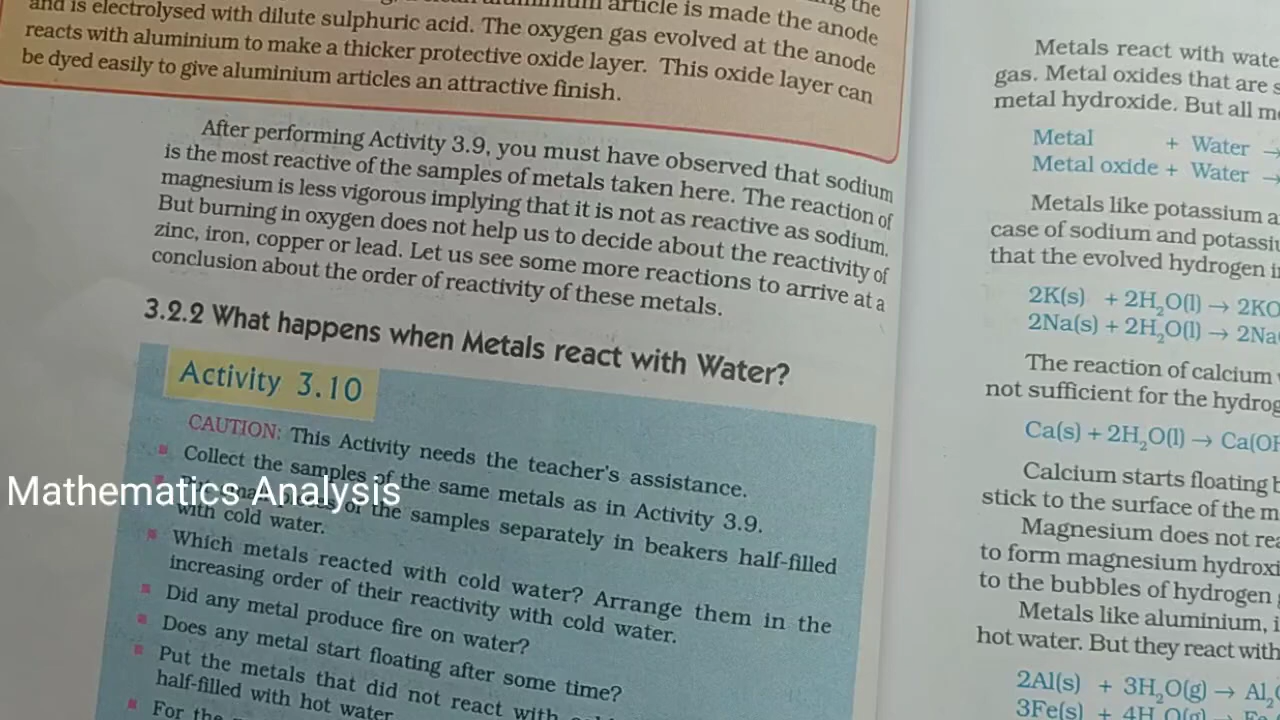 the
article is made the anode
and is electrolysed with dilute sulphuric acid. The oxygen gas evolved at the anode
reacts with aluminium to make a thicker protective oxide layer. This oxide layer can
be dyed easily to give aluminium articles an attractive finish.
After performing Activity 3.9, you must have observed that sodium
is the most reactive of the samples of metals taken here. The reaction of
magnesium is less vigorous implying that it is not as reactive as sodium.
But burning in oxygen does not help us to decide about the reactivity of
zinc, iron, copper or lead. Let us see some more reactions to arrive at a
conclusion about the order of reactivity of these metals.
3.2.2 What happens when Metals react with Water?
Activity 3.10
CAUTION: This Activity needs the teacher's assistance.
Collect the samples of the same metals as in Activity 3.9.
of the samples separately in beakers half-filled
with cold water.
Which metals reacted with cold water? Arrange them in the
increasing order of their reactivity with cold water.
Did any metal produce fire on water?
Does any metal start floating after some time?
Put the metals that did not react with
half-filled with hot water
For the
Mathematics Analysis
Metals react with wate
gas. Metal oxides that are s
metal hydroxide. But all m
Metal + Water →
Metal oxide + Water →
Metals like potassium a
case of sodium and potassi
that the evolved hydrogen i
2K(s) + 2H₂O(l) → 2KO
2Na(s) + 2H₂O(l) → 2Na
The reaction of calcium
not sufficient for the hydrog
Ca(s) + 2H₂O(l) → Ca(OH
Calcium starts floating b
stick to the surface of the m
Magnesium does not rea
to form magnesium hydroxi
to the bubbles of hydrogen
Metals like aluminium, i
hot water. But they react with
2Al(s) + 3H₂O(g) → Al₂
3Fe(s) + 4H₂O(g) → Fe